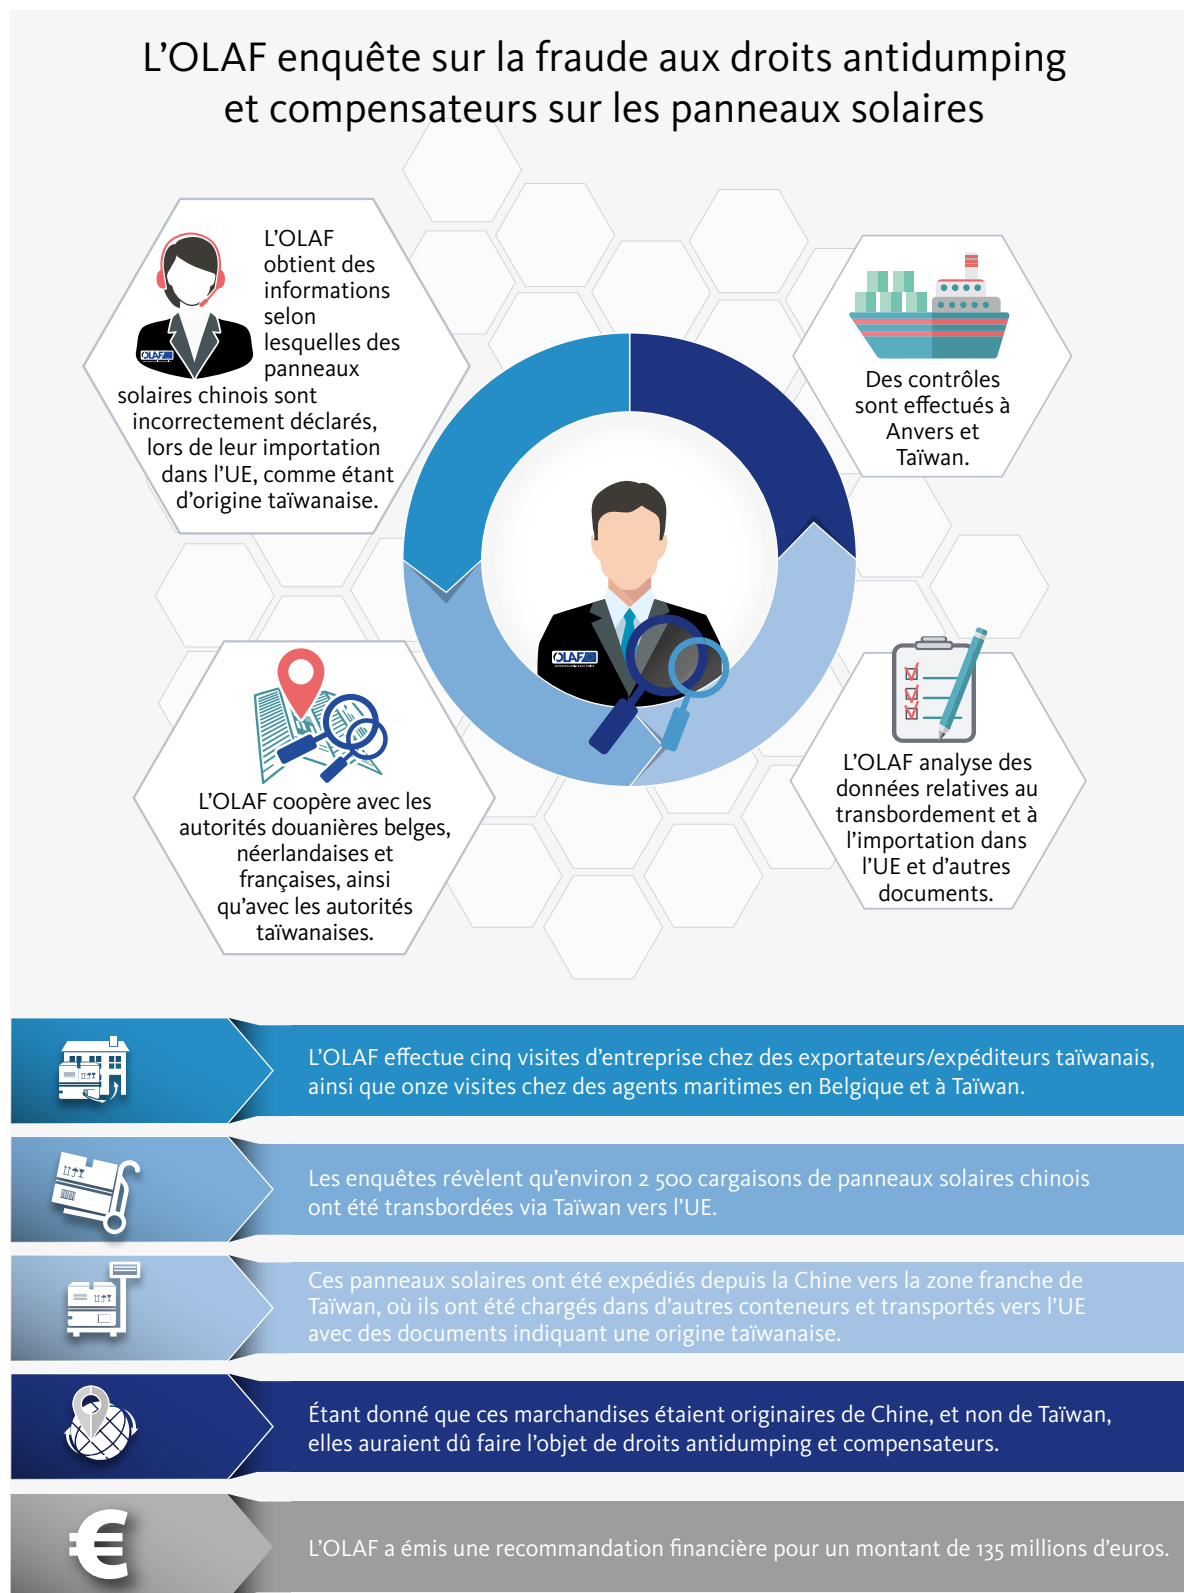 L’OLAF enquête sur la fraude aux droits antidumping
et compensateurs sur les panneaux solaires
L’OLAF
obtient des
informations
selon
lesquelles des
panneaux
solaires chinois sont
incorrectement déclarés,
lors de leur importation
dans l’UE, comme étant
d’origine taïwanaise.
OLAF
Des contrôles
sont effectués à
Anvers et
Taïwan.
OLAF
L’OLAF coopère avec les
autorités douanières belges,
néerlandaises et
françaises, ainsi
qu’avec les autorités
taïwanaises.
L’OLAF analyse des
données relatives au
transbordement et à
l’importation dans
l’UE et d’autres
documents.
L’OLAF effectue cinq visites d’entreprise chez des exportateurs/expéditeurs taïwanais,
ainsi que onze visites chez des agents maritimes en Belgique et à Taïwan.
Les enquêtes révèlent qu’environ 2 500 cargaisons de panneaux solaires chinois
ont été transbordées via Taïwan vers l’UE.
Ces panneaux solaires ont été expédiés depuis la Chine vers la zone franche de
Taïwan, où ils ont été chargés dans d’autres conteneurs et transportés vers l’UE
avec des documents indiquant une origine taïwanaise.
Étant donné que ces marchandises étaient originaires de Chine, et non de Taïwan,
elles auraient dû faire l’objet de droits antidumping et compensateurs.
€
L’OLAF a émis une recommandation financière pour un montant de 135 millions d’euros.